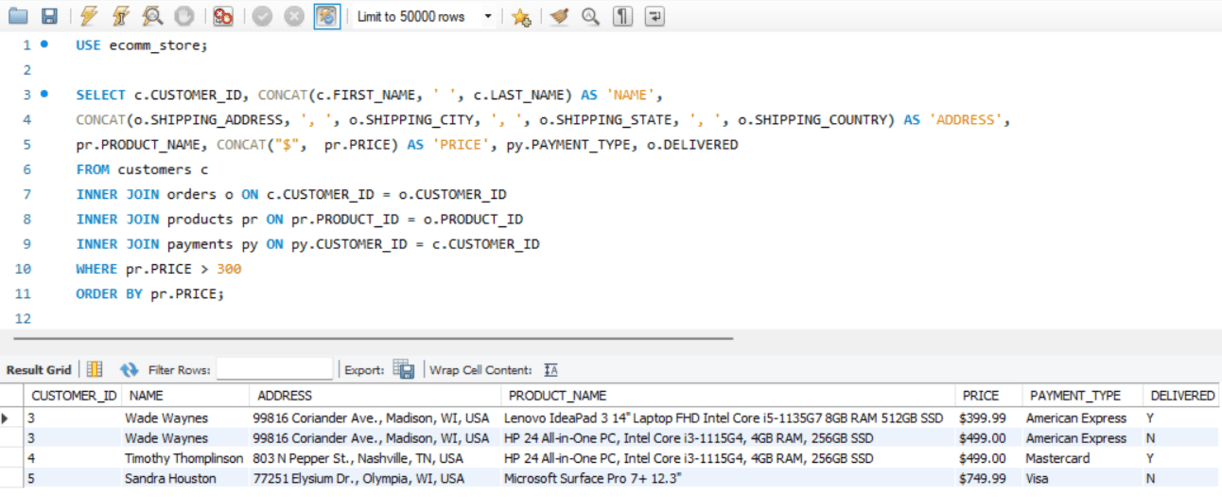 Limit to 50000 rows
1 USE ecomm_store;
2
3 SELECT c.CUSTOMER_ID, CONCAT(c.FIRST_NAME, ' ', c.LAST_NAME) AS 'NAME',
4 CONCAT(o.SHIPPING_ADDRESS, ', ', o.SHIPPING_CITY, ', ', o.SHIPPING_STATE, ', ', o.SHIPPING_COUNTRY) AS 'ADDRESS',
5 pr.PRODUCT_NAME, CONCAT("$",  pr.PRICE) AS 'PRICE', py.PAYMENT_TYPE, o.DELIVERED
6 FROM customers c
7 INNER JOIN orders o ON c.CUSTOMER_ID = o.CUSTOMER_ID
8 INNER JOIN products pr ON pr.PRODUCT_ID = o.PRODUCT_ID
9 INNER JOIN payments py ON py.CUSTOMER_ID = c.CUSTOMER_ID
10 WHERE pr.PRICE > 300
11 ORDER BY pr.PRICE;
12
Result Grid Filter Rows: Export: Wrap Cell Content: IA
CUSTOMER_ID NAME ADDRESS PRODUCT_NAME PRICE PAYMENT_TYPE DELIVERED
3 Wade Waynes 99816 Coriander Ave., Madison, WI, USA Lenovo IdeaPad 3 14" Laptop FHD Intel Core i5-1135G7 8GB RAM 512GB SSD $399.99 American Express Y
3 Wade Waynes 99816 Coriander Ave., Madison, WI, USA HP 24 All-in-One PC, Intel Core i3-1115G4, 4GB RAM, 256GB SSD $499.00 American Express N
4 Timothy Thomplinson 803 N Pepper St., Nashville, TN, USA HP 24 All-in-One PC, Intel Core i3-1115G4, 4GB RAM, 256GB SSD $499.00 Mastercard Y
5 Sandra Houston 77251 Elysium Dr., Olympia, WI, USA Microsoft Surface Pro 7+ 12.3" $749.99 Visa N